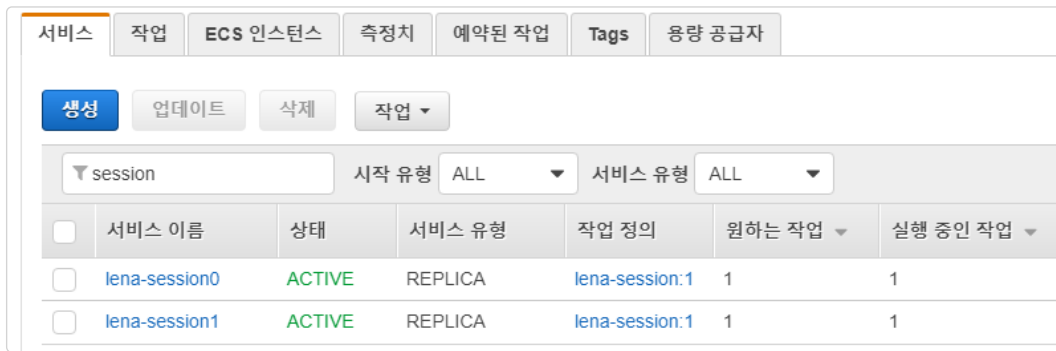 서비스 작업 ECS 인스턴스 측정치 예약된 작업 Tags 용량 공급자
생성 업데이트 삭제 작업
session 시작 유형 ALL 서비스 유형 ALL
서비스 이름 상태 서비스 유형 작업 정의 원하는 작업 실행 중인 작업
lena-session0 ACTIVE REPLICA lena-session:1 1 1
lena-session1 ACTIVE REPLICA lena-session:1 1 1